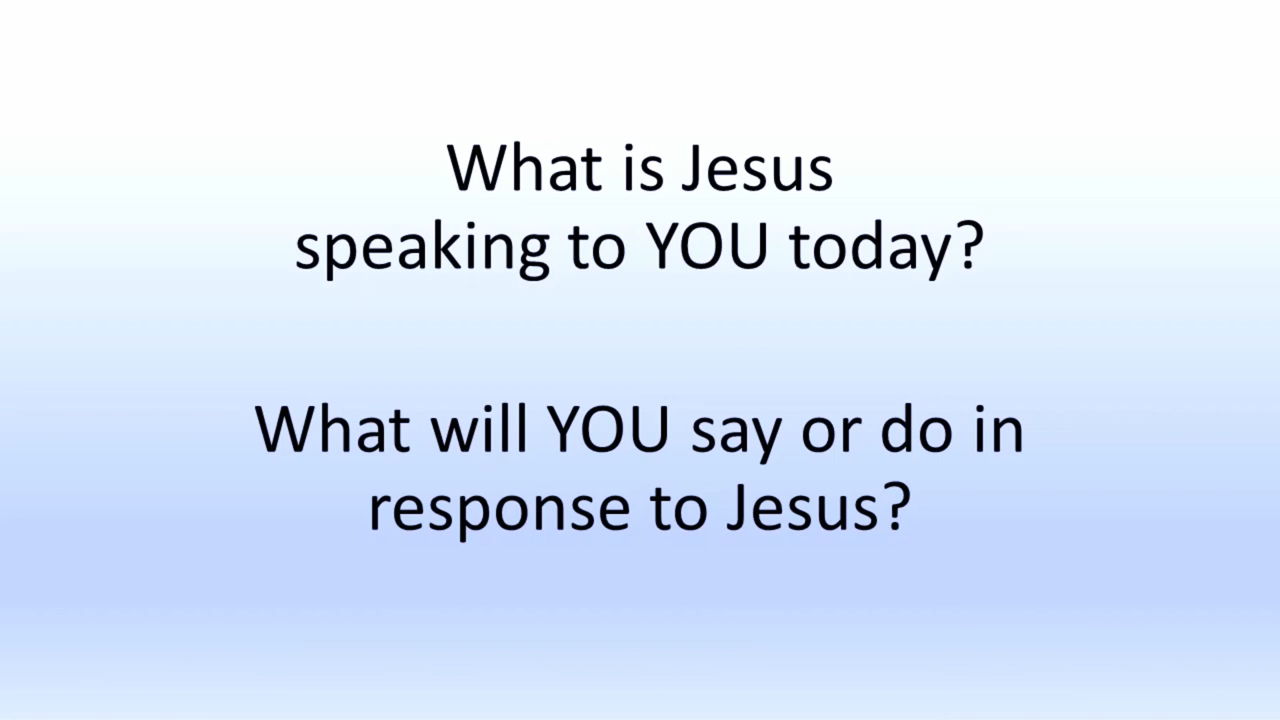 What is Jesus
speaking to YOU today?
What will YOU say or do in
response to Jesus?